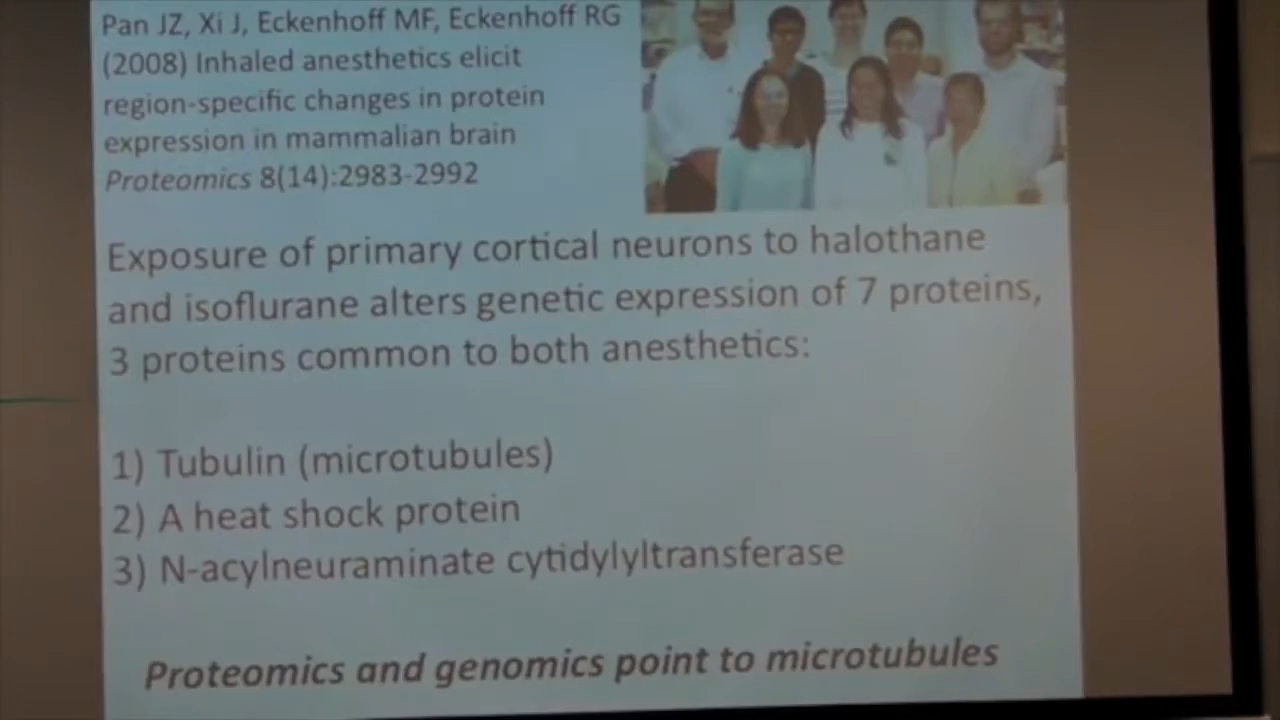 Pan JZ, Xi J, Eckenhoff MF, Eckenhoff RG
(2008) Inhaled anesthetics elicit
region-specific changes in protein
expression in mammalian brain
Proteomics 8(14):2983-2992
Exposure of primary cortical neurons to halothane
and isoflurane alters genetic expression of 7 proteins,
3 proteins common to both anesthetics:
1) Tubulin (microtubules)
2) A heat shock protein
3) N-acylneuraminate cytidylyltransferase
Proteomics and genomics point to microtubules